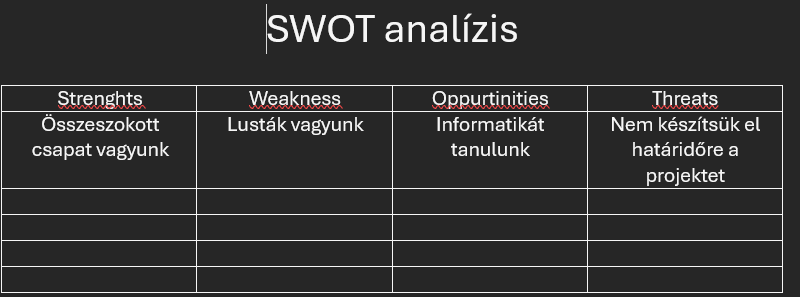 SWOT analízis
Strenghts Weakness Oppurtinities Threats
Összeszokott Lusták vagyunk Informatikát Nem készítsük el
csapat vagyunk tanulunk határidőre a
projektet